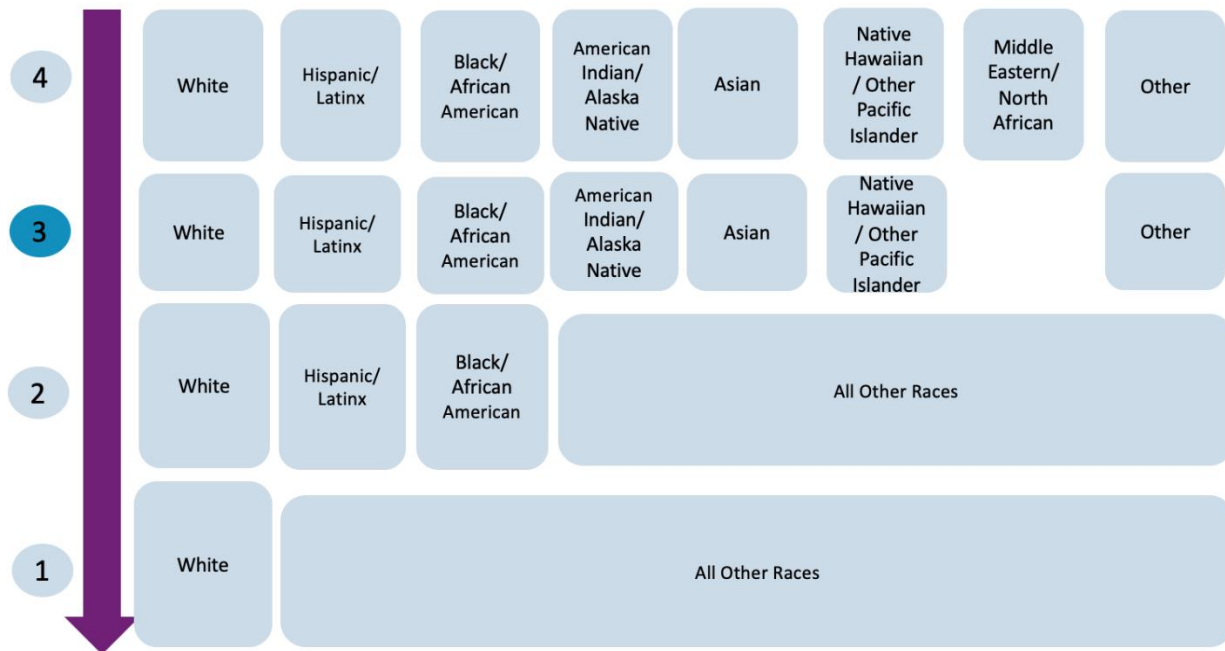 4
White
Hispanic/
Latinx
Black/
African
American
American
Indian/
Alaska
Native
Asian
Native
Hawaiian
/ Other
Pacific
Islander
Middle
Eastern/
North
African
Other
3
White
Hispanic/
Latinx
Black/
African
American
American
Indian/
Alaska
Native
Asian
Native
Hawaiian
/ Other
Pacific
Islander
Other
2
White
Hispanic/
Latinx
Black/
African
American
All Other Races
1
White
All Other Races